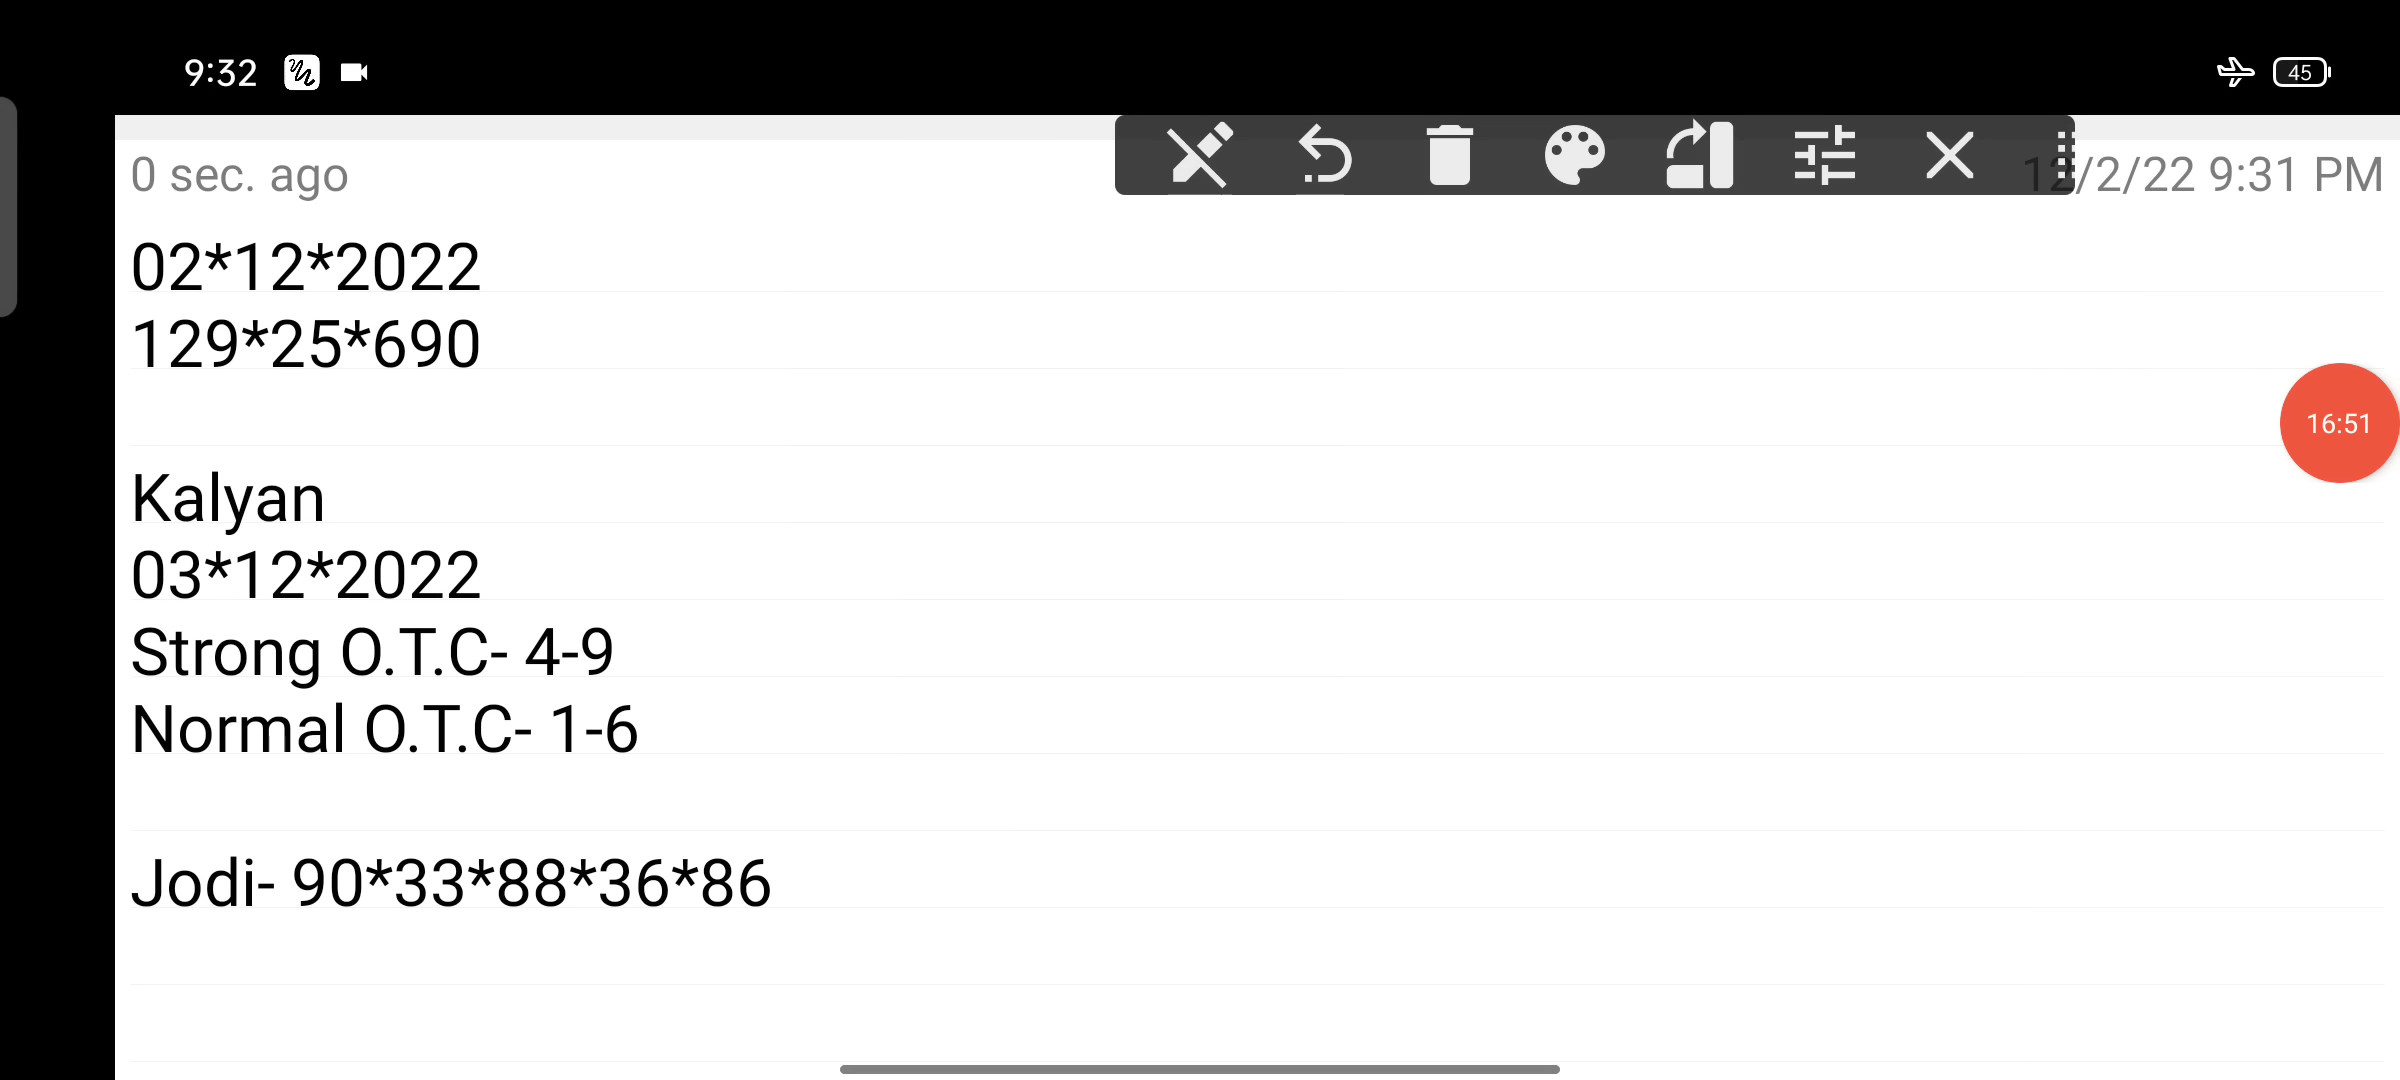 9:32
45
0 sec. ago
12/2/22 9:31 PM
02*12*2022
129*25*690
16:51
Kalyan
03*12*2022
Strong O.T.C- 4-9
Normal O.T.C- 1-6
Jodi- 90*33*88*36*86